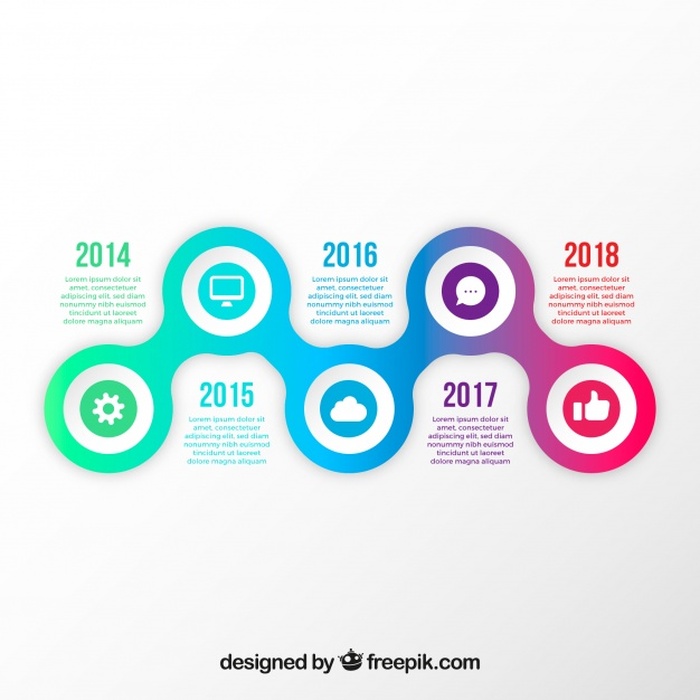 2014
Lorem ipsum dolor sit
amet, consectetuer
adipiscing elit, sed diam
nonummy nibh euismod
tincidunt ut laoreet
dolore magna aliquam
2015
Lorem ipsum dolor sit
amet, consectetuer
adipiscing elit, sed diam
nonummy nibh euismod
tincidunt ut laoreet
dolore magna aliquam
2016
Lorem ipsum dolor sit
amet, consectetuer
adipiscing elit, sed diam
nonummy nibh euismod
tincidunt ut laoreet
dolore magna aliquam
2017
Lorem ipsum dolor sit
amet, consectetuer
adipiscing elit, sed diam
nonummy nibh euismod
tincidunt ut laoreet
dolore magna aliquam
2018
Lorem ipsum dolor sit
amet, consectetuer
adipiscing elit, sed diam
nonummy nibh euismod
tincidunt ut laoreet
dolore magna aliquam
designed by freepik.com